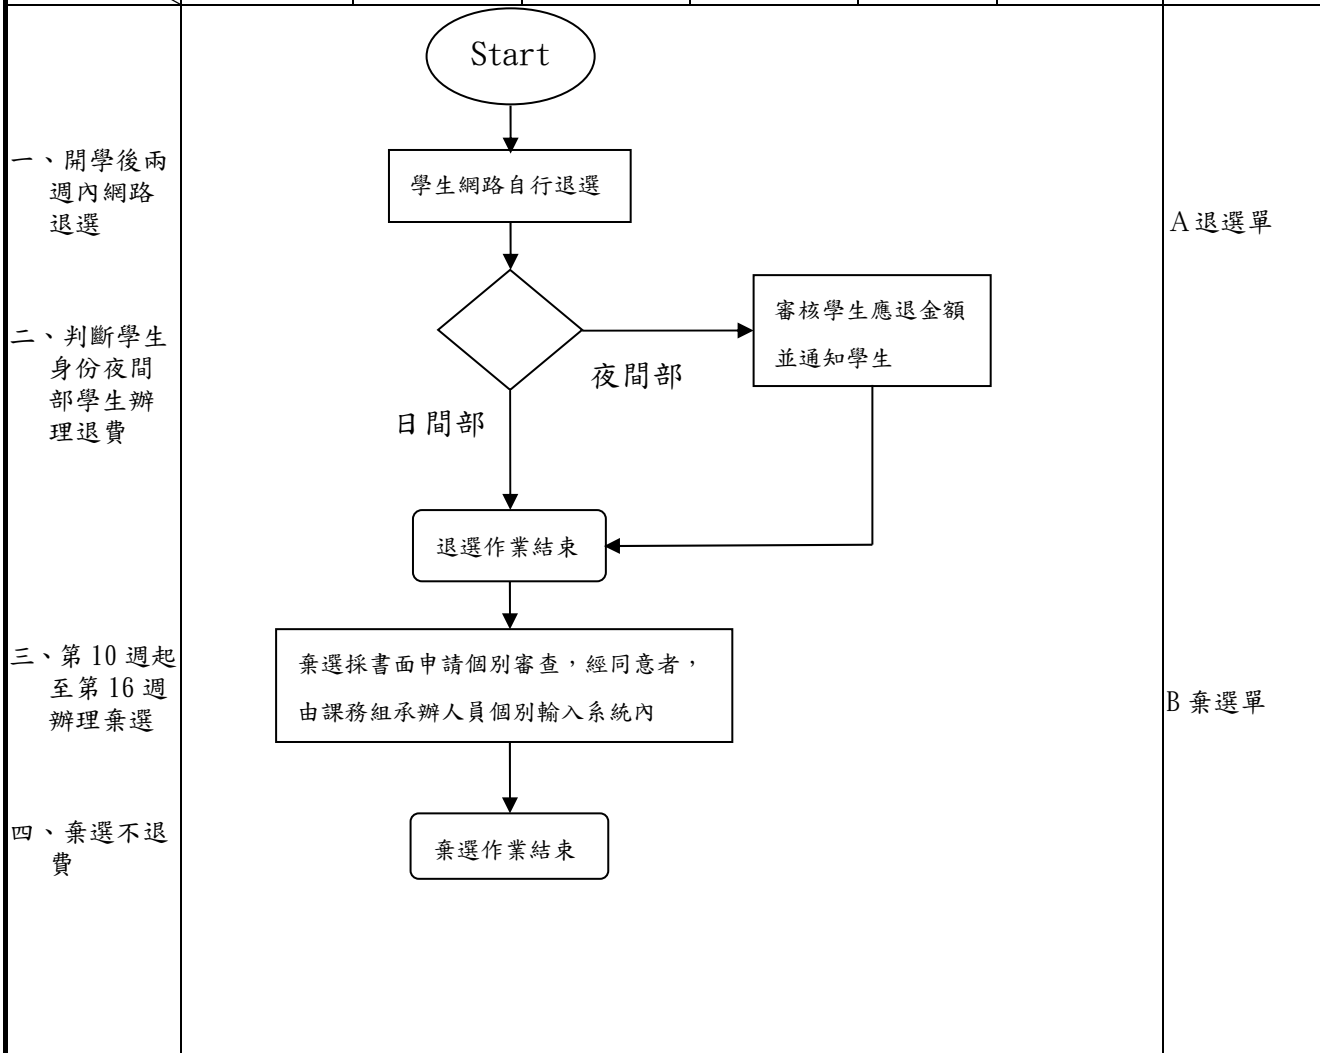 Start
一、開學後兩
週內網路
退選
學生網路自行退選
A退選單
二、判斷學生
身份夜間
部學生辦
理退費
審核學生應退金額
並通知學生
夜間部
日間部
退選作業結束
三、第 10 週起
至第 16 週
辦理棄選
棄選採書面申請個別審查，經同意者，
由課務組承辦人員個別輸入系統內
B 棄選單
四、棄選不退
費
棄選作業結束